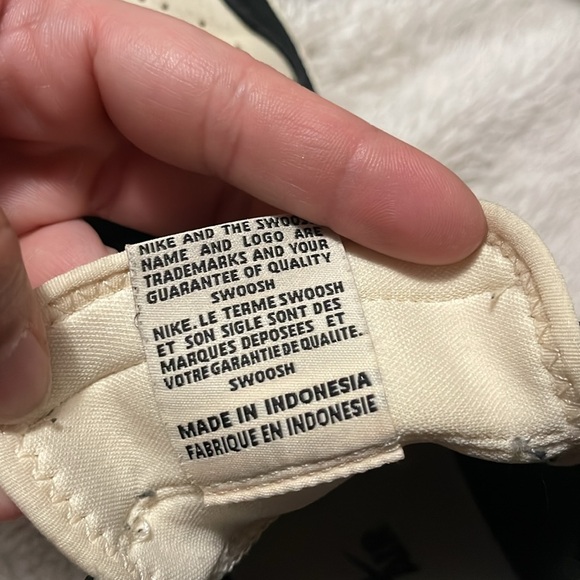 NIKE AND THE SWOOSH
NAME AND LOGO ARE
TRADEMARKS AND YOUR
GUARANTEE OF QUALITY
SWOOSH
NIKE. LE TERME SWOOSH
ET SON SIGLE SONT DES
MARQUES DEPOSEES ET
VOTRE GARANTIE DE QUALITE.
SWOOSH
MADE IN INDONESIA
FABRIQUE EN INDONESIE